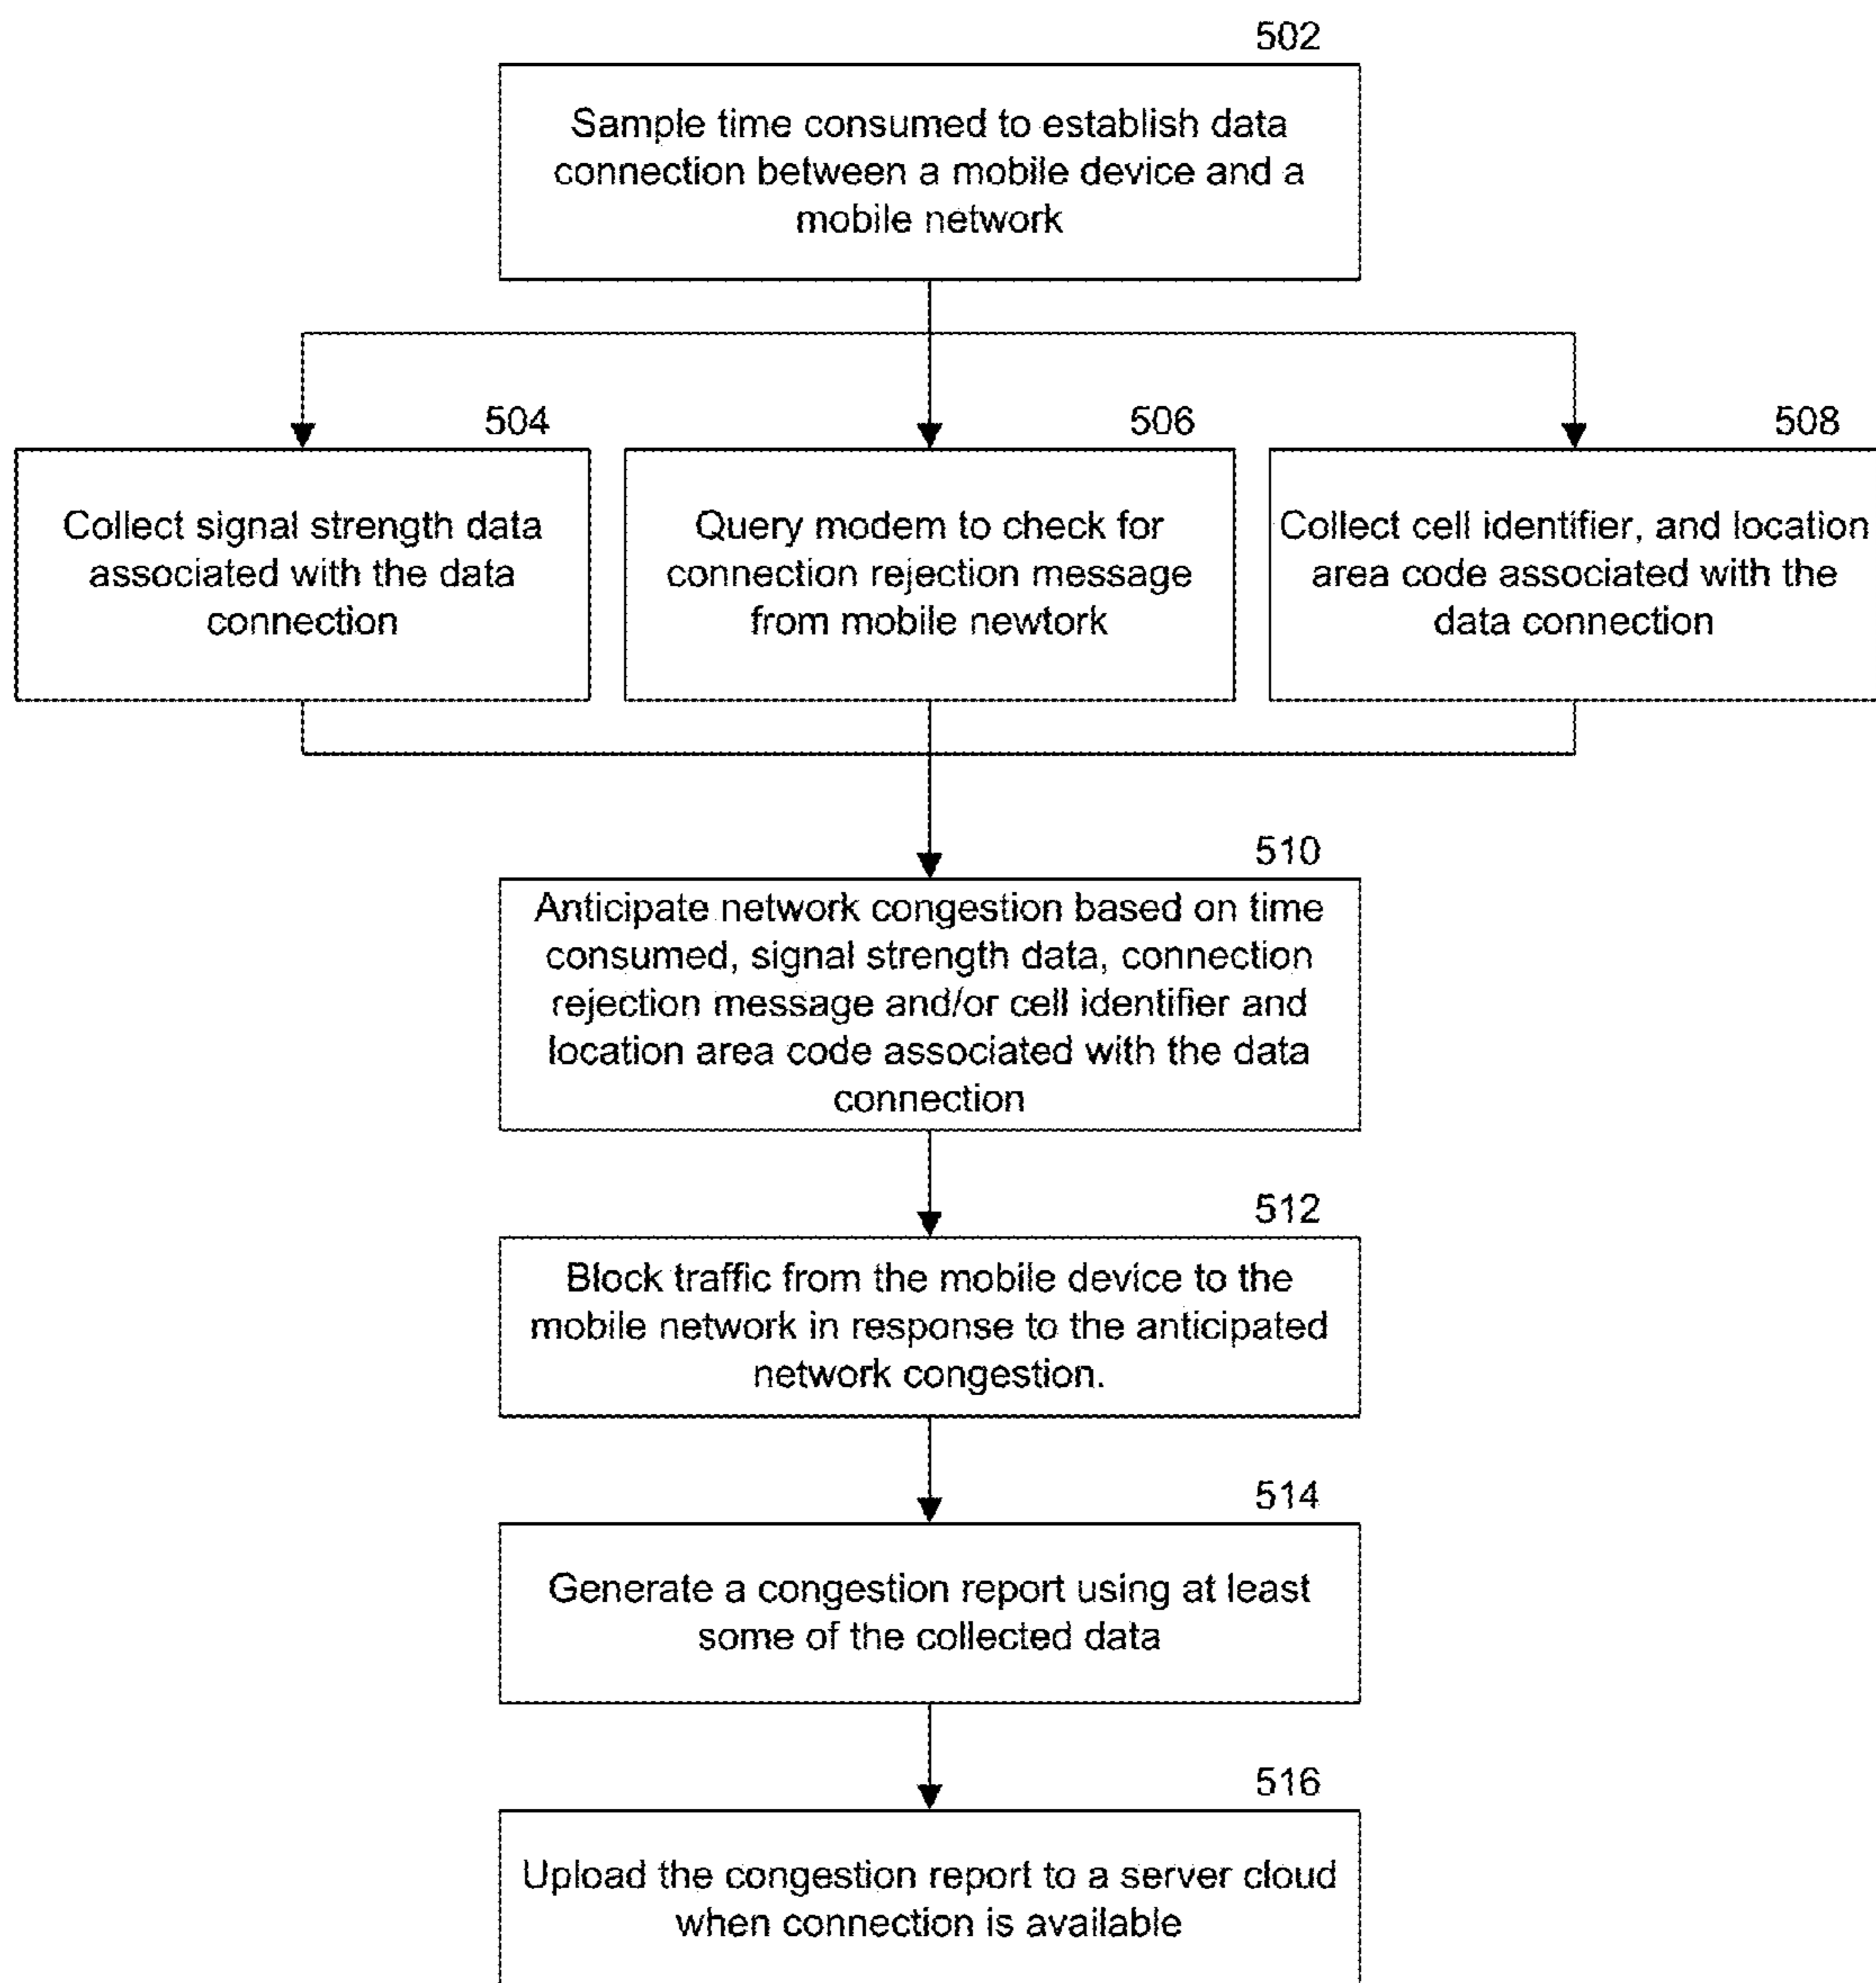 502
Sample time consumed to establish data
connection between a mobile device and a
mobile network
504
506
508
Collect signal strength data
associated with the data
connection
Query modem to check for
connection rejection message
from mobile newtork
Collect cell identifier, and location
area code associated with the
data connection
510
Anticipate network congestion based on time
consumed, signal strength data, connection
rejection message and/or cell identifier and
location area code associated with the data
connection
512
Block traffic from the mobile device to the
mobile network in response to the anticipated
network congestion.
514
Generate a congestion report using at least
some of the collected data
516
Upload the congestion report to a server cloud
when connection is available